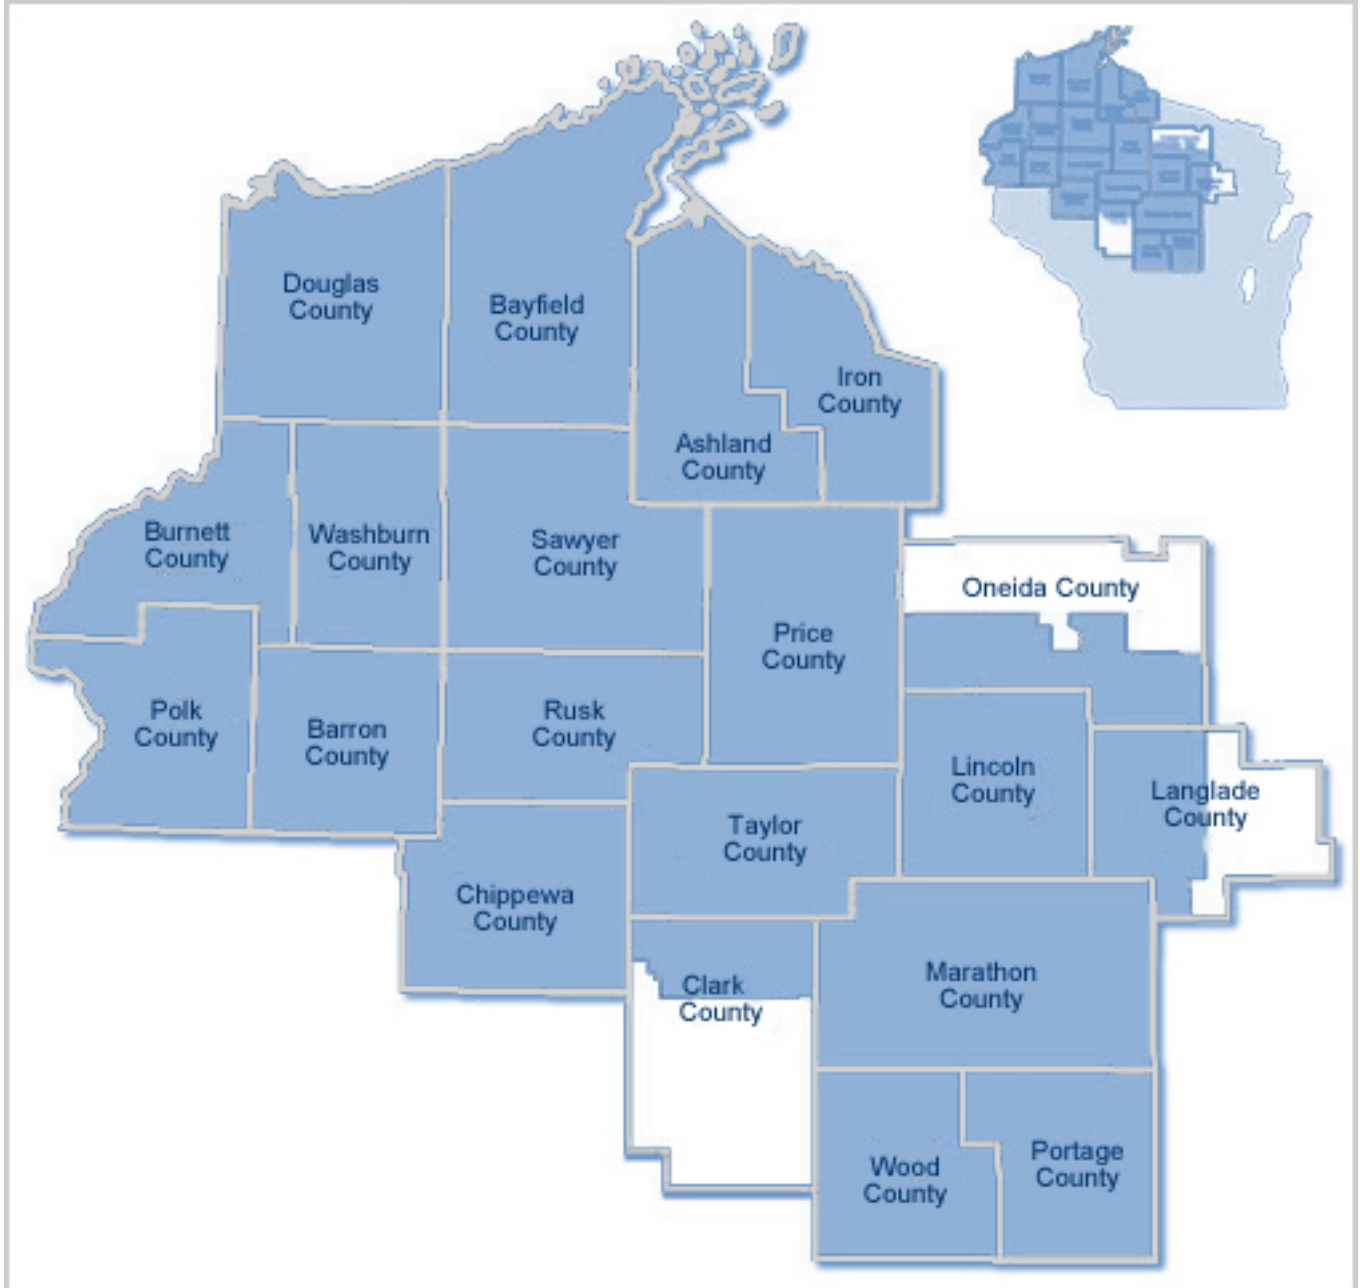 Douglas
County
Bayfield
County
Iron
County
Ashland
County
Burnett
County
Washburn
County
Sawyer
County
Oneida County
Price
County
Polk
County
Barron
County
Rusk
County
Lincoln
County
Langlade
County
Taylor
County
Chippewa
County
Clark
County
Marathon
County
Wood
County
Portage
County